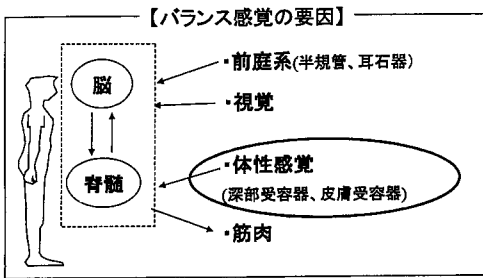 【バランス感覚の要因】
・前庭系(半規管、耳石器)
脳
・視覚
・体性感覚
脊髄
(深部受容器、皮膚受容器)
・筋肉